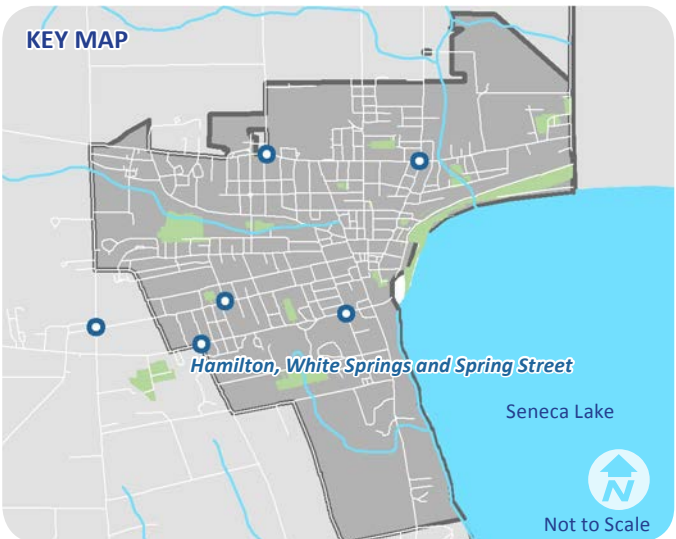 KEY MAP
Hamilton, White Springs and Spring Street
Seneca Lake
N
Not to Scale